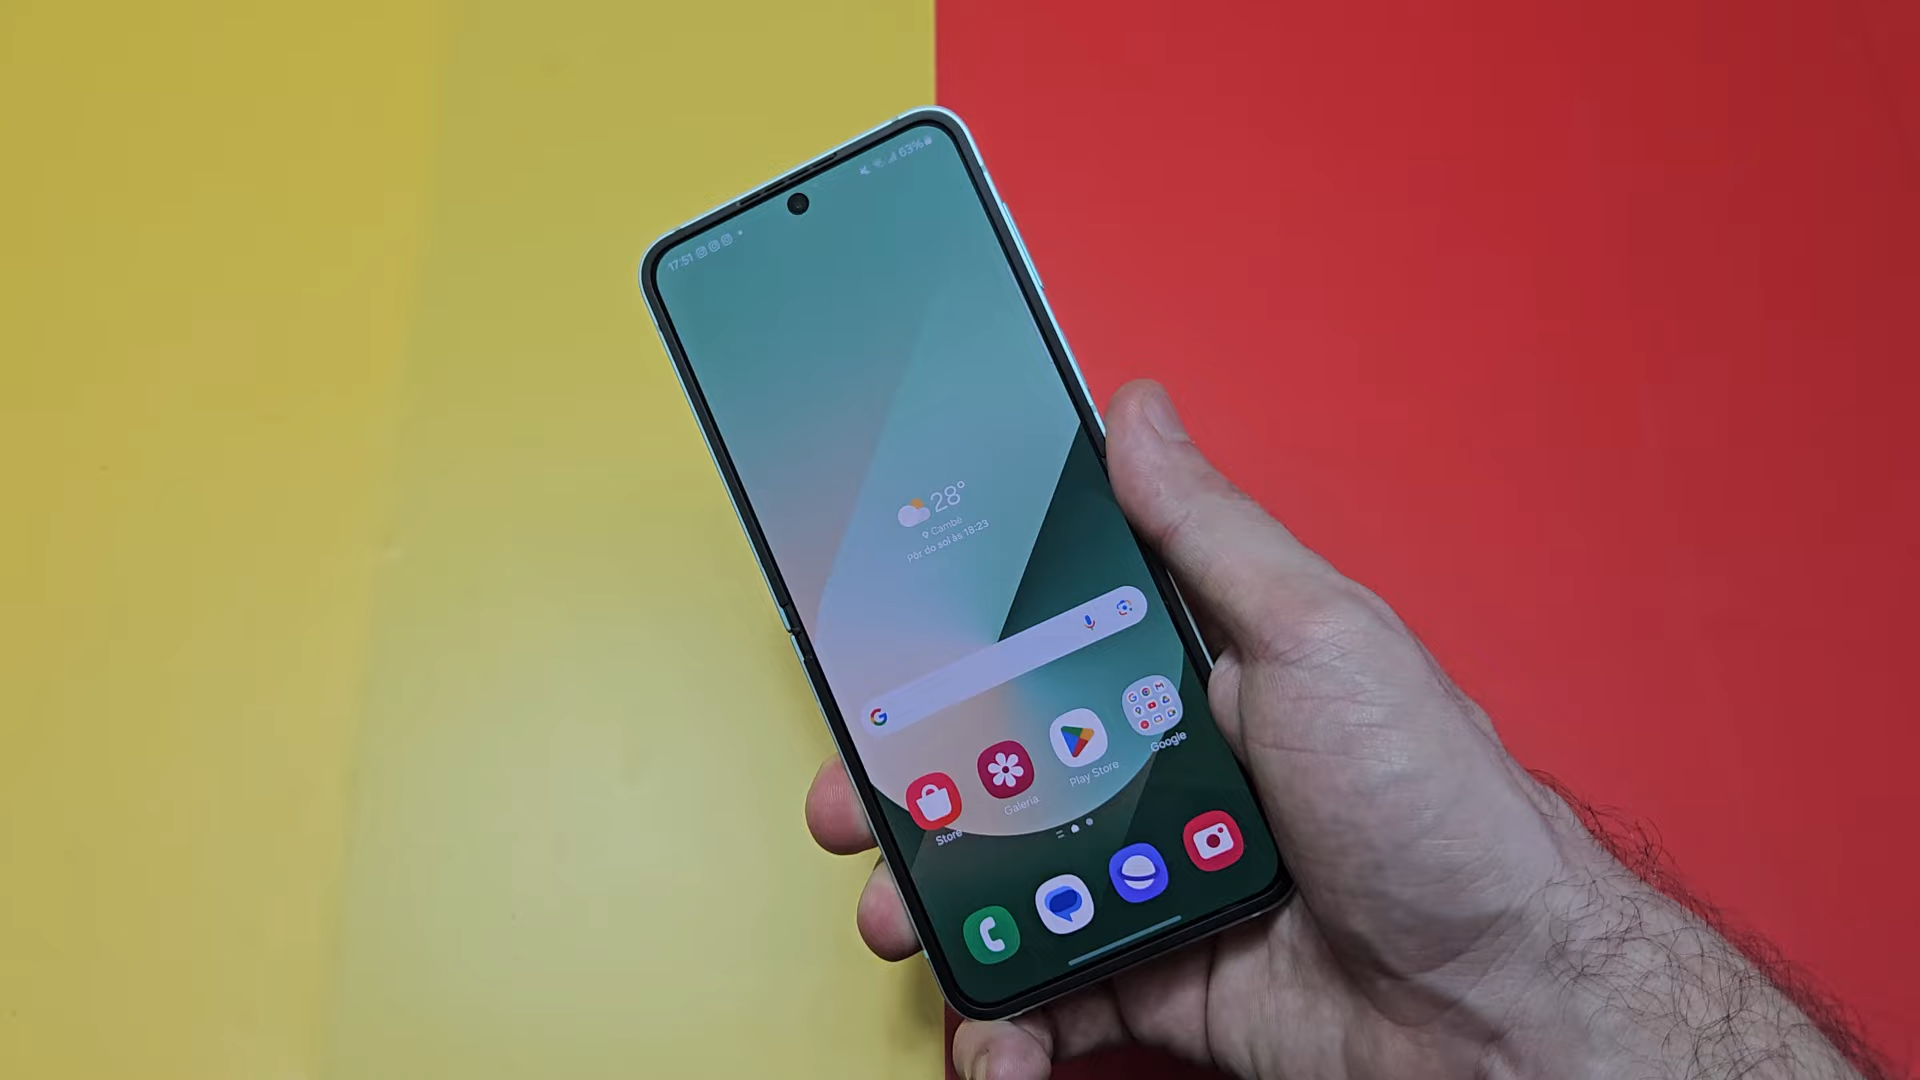 17:51
63%
28°
Cambé
Pôr do sol às 18:23
G
Store
Galeria
Play Store
Google